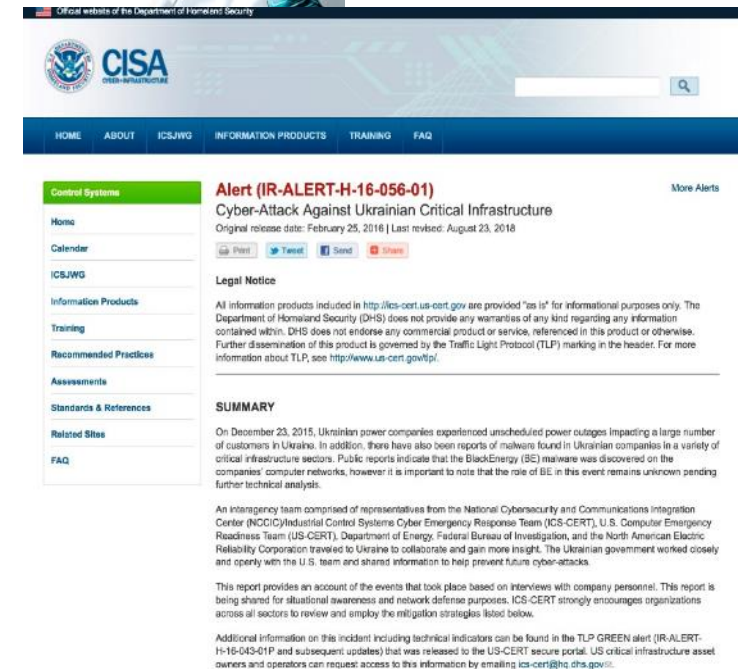 Official website of the Department of Homeland Security
CISA
CYBER+INFRASTRUCTURE
HOME ABOUT ICSJWG INFORMATION PRODUCTS TRAINING FAQ
Control Systems
Home
Calendar
ICSJWG
Information Products
Training
Recommended Practices
Assessments
Standards & References
Related Sites
FAQ
Alert (IR-ALERT-H-16-056-01)
More Alerts
Cyber-Attack Against Ukrainian Critical Infrastructure
Original release date: February 25, 2016 | Last revised: August 23, 2018
Print Tweet Send Share
Legal Notice
All information products included in http://ics-cert.us-cert.gov are provided "as is" for informational purposes only. The
Department of Homeland Security (DHS) does not provide any warranties of any kind regarding any information
contained within. DHS does not endorse any commercial product or service, referenced in this product or otherwise.
Further dissemination of this product is governed by the Traffic Light Protocol (TLP) marking in the header. For more
information about TLP, see http://www.us-cert.gov/tlp/.
SUMMARY
On December 23, 2015, Ukrainian power companies experienced unscheduled power outages impacting a large number
of customers in Ukraine. In addition, there have also been reports of malware found in Ukrainian companies in a variety of
critical infrastructure sectors. Public reports indicate that the BlackEnergy (BE) malware was discovered on the
companies' computer networks, however it is important to note that the role of BE in this event remains unknown pending
further technical analysis.
An interagency team comprised of representatives from the National Cybersecurity and Communications Integration
Center (NCCIC)/Industrial Control Systems Cyber Emergency Response Team (ICS-CERT), U.S. Computer Emergency
Readiness Team (US-CERT), Department of Energy, Federal Bureau of Investigation, and the North American Electric
Reliability Corporation traveled to Ukraine to collaborate and gain more insight. The Ukrainian government worked closely
and openly with the U.S. team and shared information to help prevent future cyber-attacks.
This report provides an account of the events that took place based on interviews with company personnel. This report is
being shared for situational awareness and network defense purposes. ICS-CERT strongly encourages organizations
across all sectors to review and employ the mitigation strategies listed below.
Additional information on this incident including technical indicators can be found in the TLP GREEN alert (IR-ALERT-
H-16-043-01P and subsequent updates) that was released to the US-CERT secure portal. US critical infrastructure asset
owners and operators can request access to this information by emailing ics-cert@hq.dhs.gov.